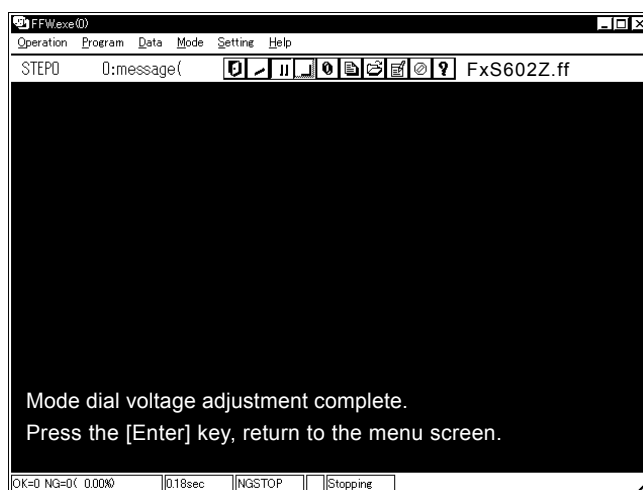 FFW.exe(0)
Operation Program Data Mode Setting Help
STEP0 0:message( FxS602Z.ff
Mode dial voltage adjustment complete.
Press the [Enter] key, return to the menu screen.
OK=0 NG=0( 0.00%) 0.18sec NGSTOP Stopping